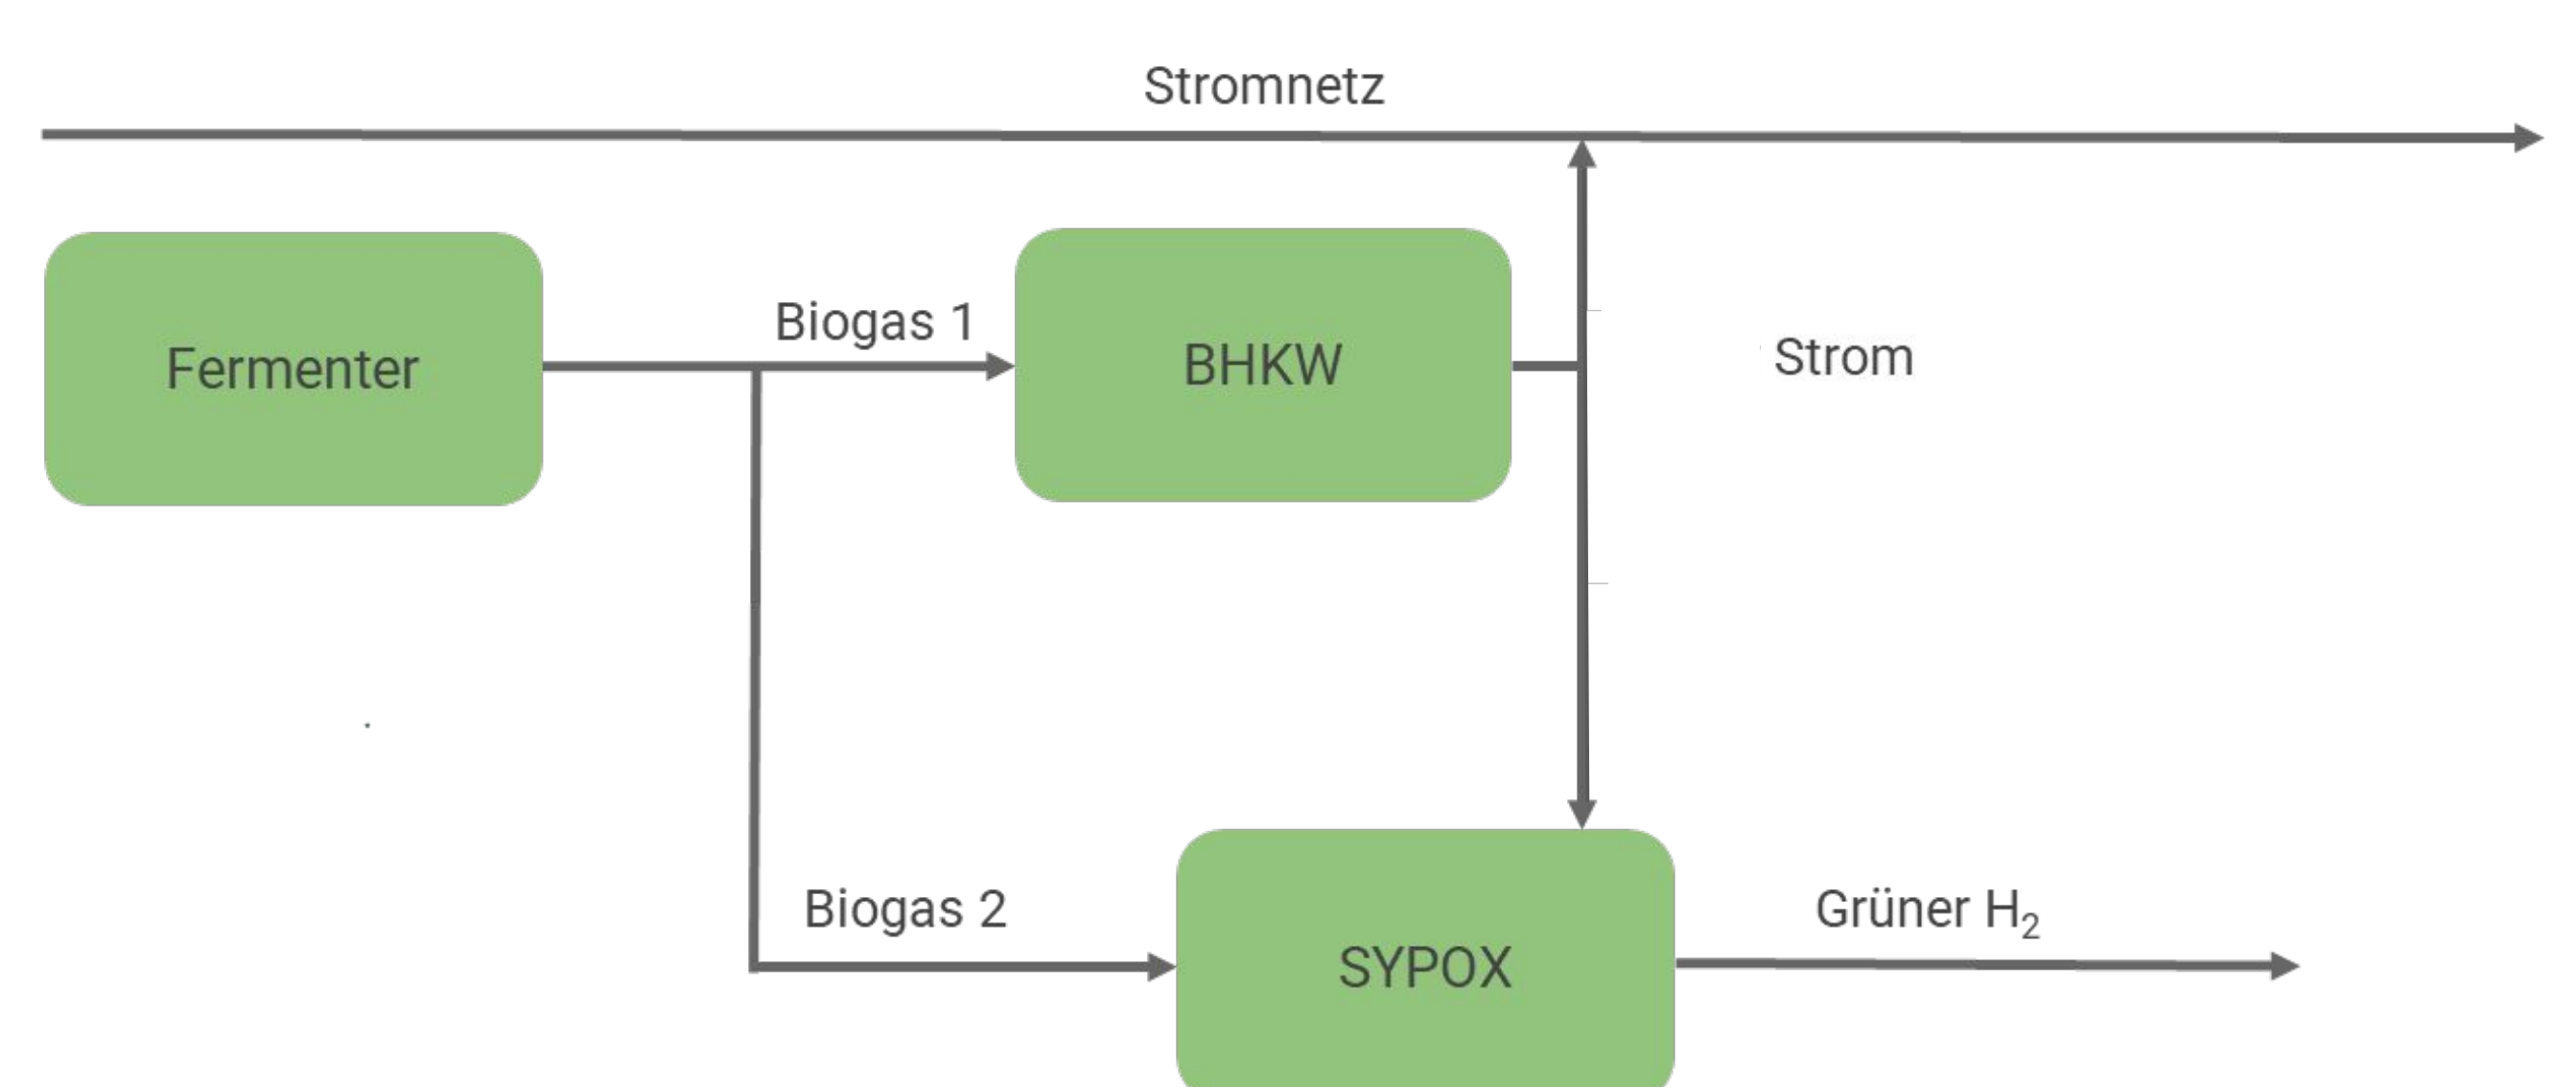 Stromnetz
Biogas 1
Fermenter
BHKW
Strom
Biogas 2
Grüner H₂
SYPOX